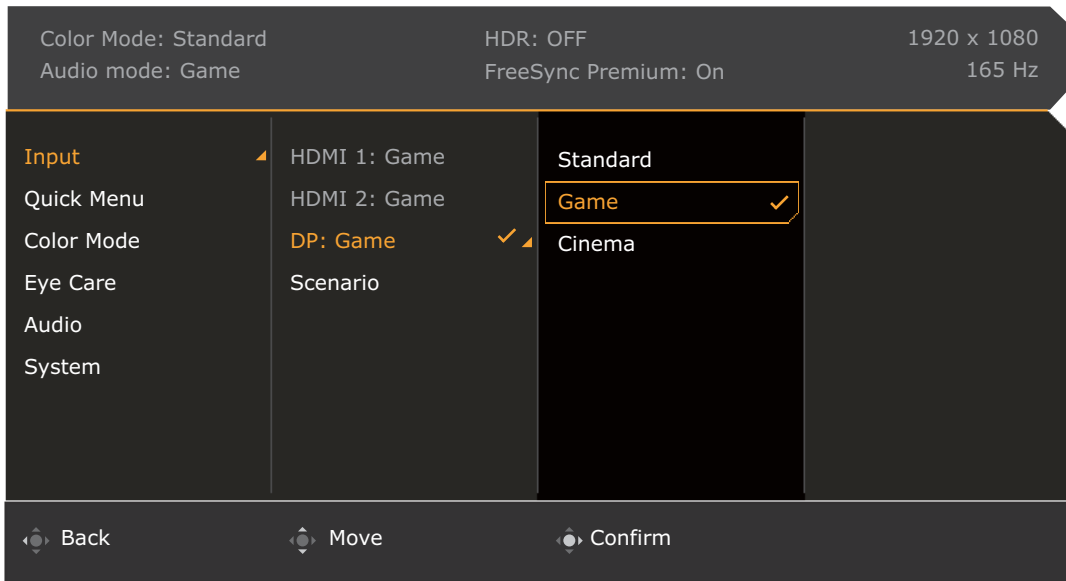 Color Mode: Standard
HDR: OFF
1920 x 1080
Audio mode: Game
FreeSync Premium: On
165 Hz
Input
Quick Menu
Color Mode
Eye Care
Audio
System
HDMI 1: Game
HDMI 2: Game
DP: Game
Scenario
Standard
Game
Cinema
Back
Move
Confirm